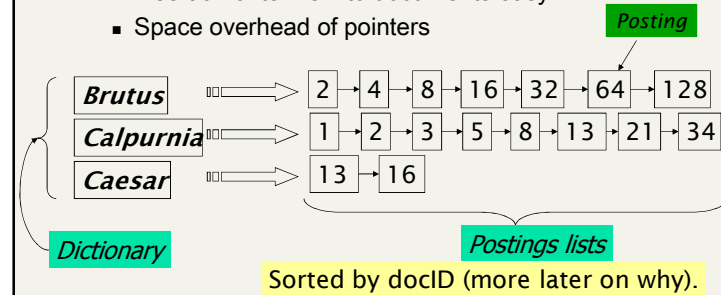 ▪ Space overhead of pointers
Posting
Brutus 2 4 8 16 32 64 128
Calpurnia 1 2 3 5 8 13 21 34
Caesar 13 16
Dictionary
Postings lists
Sorted by docID (more later on why).